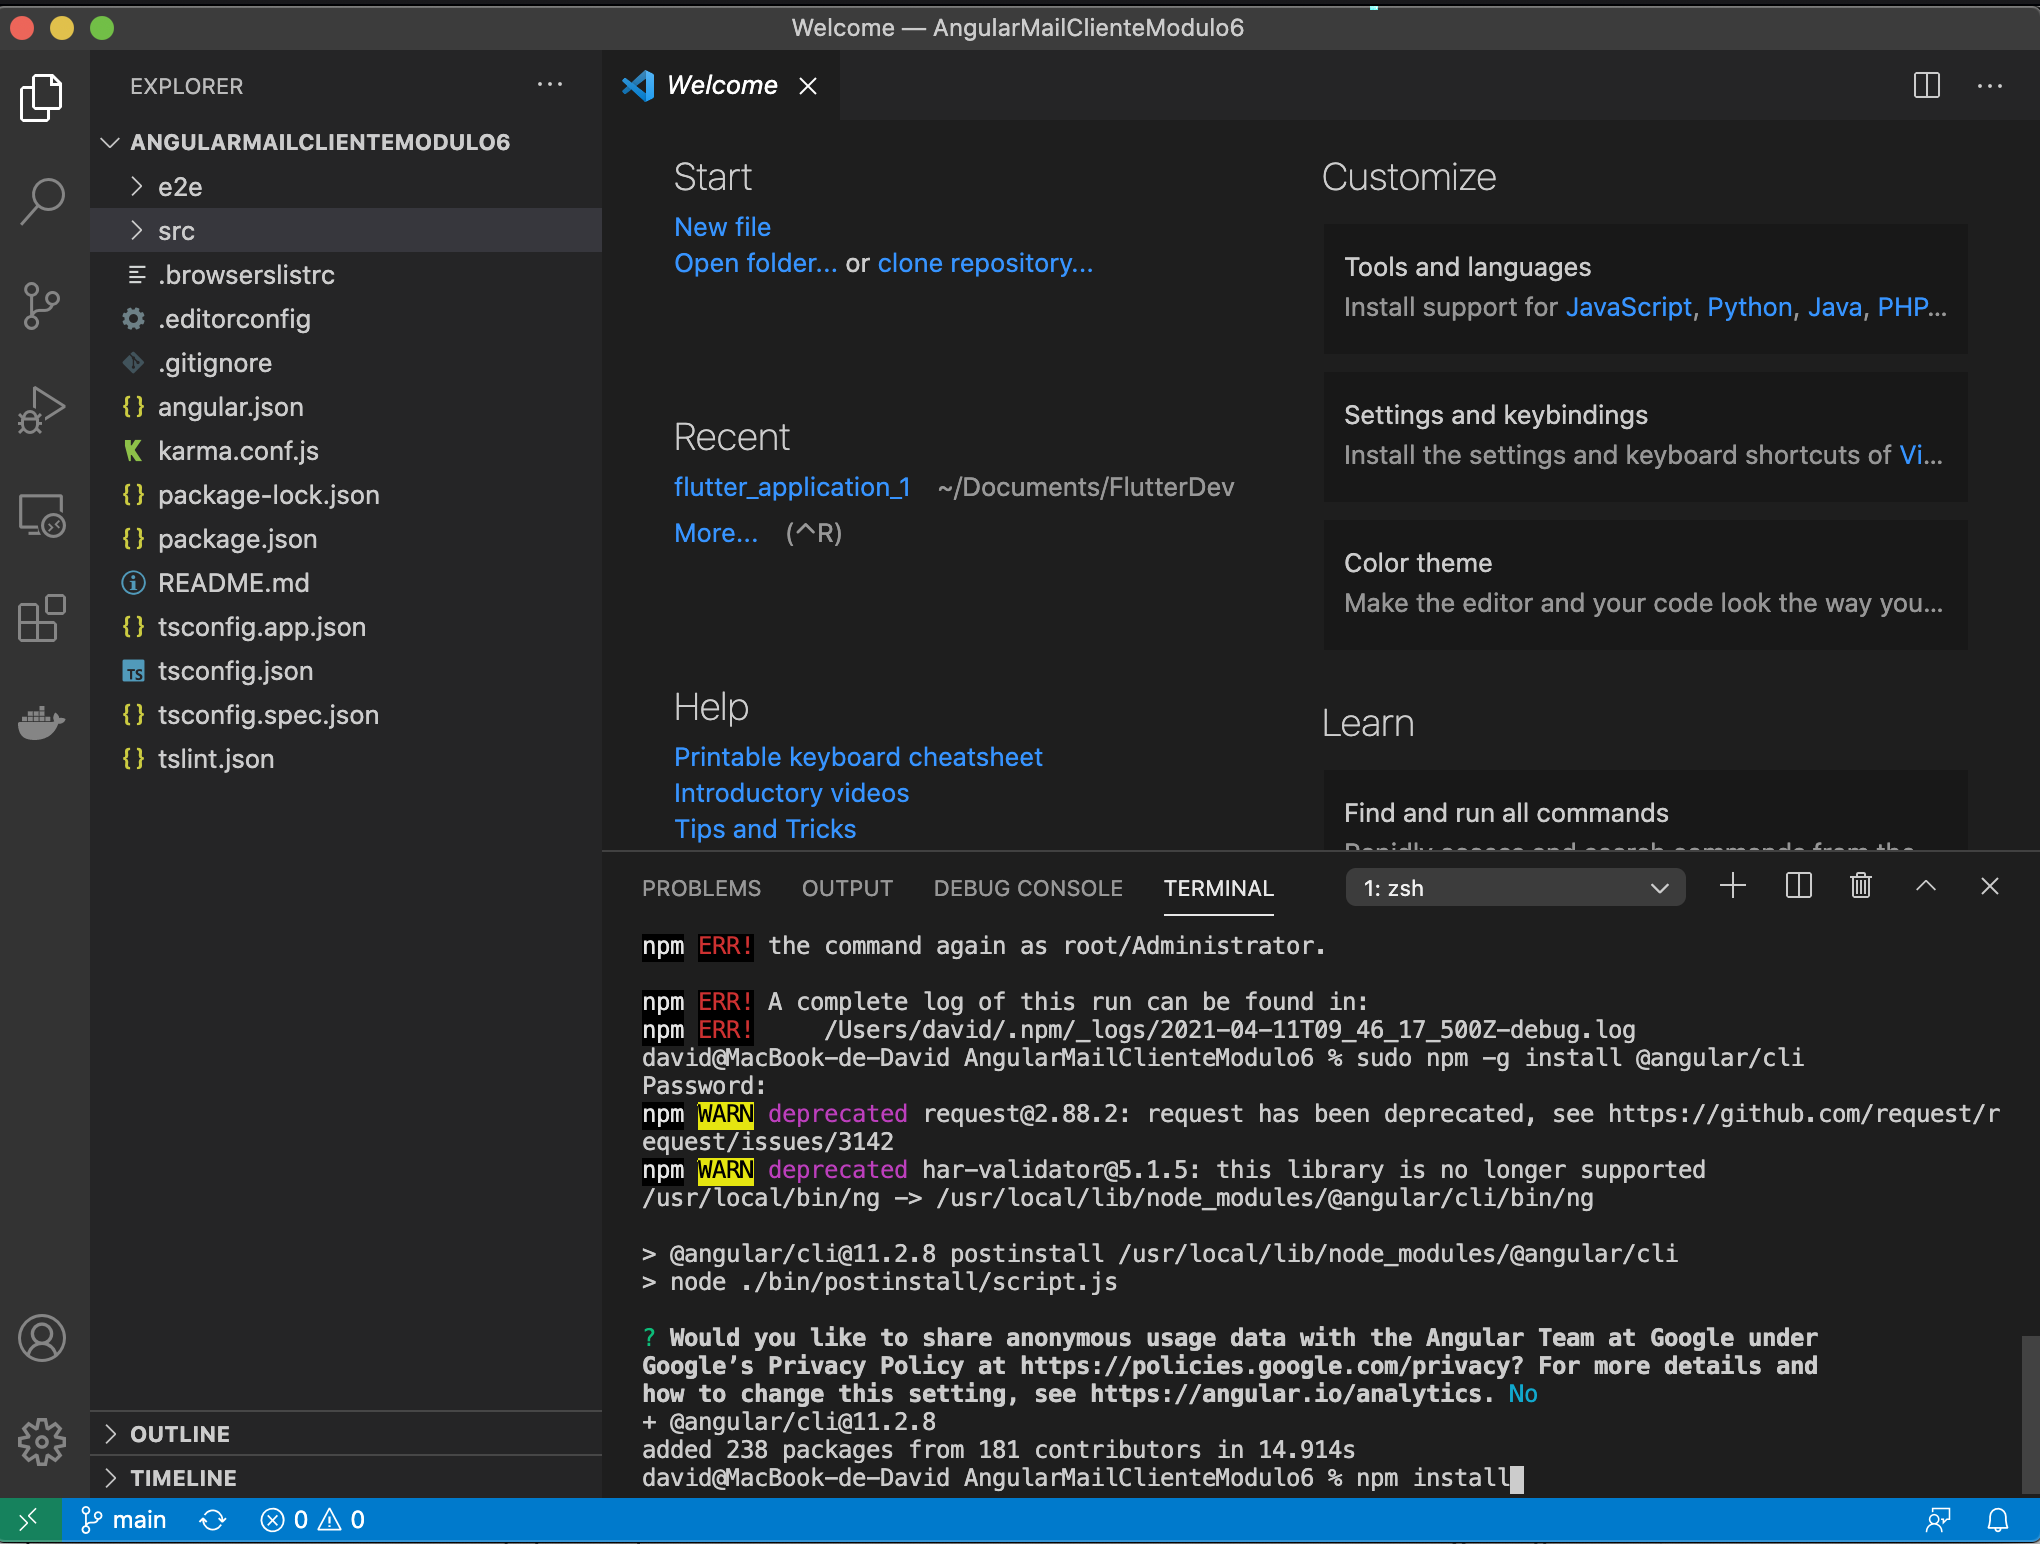 Welcome — AngularMailClienteModulo6
EXPLORER
ANGULARMAILCLIENTEMODULO6
e2e
src
.browserslistrc
.editorconfig
.gitignore
angular.json
karma.conf.js
package-lock.json
package.json
README.md
tsconfig.app.json
tsconfig.json
tsconfig.spec.json
tslint.json
OUTLINE
TIMELINE
Welcome
Start
New file
Open folder... or clone repository...
Recent
flutter_application_1 ~/Documents/FlutterDev
More... (^R)
Help
Printable keyboard cheatsheet
Introductory videos
Tips and Tricks
Customize
Tools and languages
Install support for JavaScript, Python, Java, PHP...
Settings and keybindings
Install the settings and keyboard shortcuts of Vi...
Color theme
Make the editor and your code look the way you...
Learn
Find and run all commands
Rapidly access and search commands from the
PROBLEMS OUTPUT DEBUG CONSOLE TERMINAL 1: zsh
npm ERR! the command again as root/Administrator.
npm ERR! A complete log of this run can be found in:
npm ERR!     /Users/david/.npm/_logs/2021-04-11T09_46_17_500Z-debug.log
david@MacBook-de-David AngularMailClienteModulo6 % sudo npm -g install @angular/cli
Password:
npm WARN deprecated request@2.88.2: request has been deprecated, see https://github.com/request/r
equest/issues/3142
npm WARN deprecated har-validator@5.1.5: this library is no longer supported
/usr/local/bin/ng -> /usr/local/lib/node_modules/@angular/cli/bin/ng
> @angular/cli@11.2.8 postinstall /usr/local/lib/node_modules/@angular/cli
> node ./bin/postinstall/script.js
? Would you like to share anonymous usage data with the Angular Team at Google under
Google’s Privacy Policy at https://policies.google.com/privacy? For more details and
how to change this setting, see https://angular.io/analytics. No
+ @angular/cli@11.2.8
added 238 packages from 181 contributors in 14.914s
david@MacBook-de-David AngularMailClienteModulo6 % npm install
main 0 0